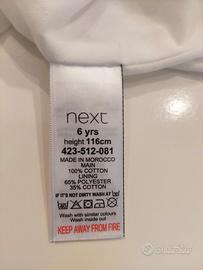 next
6 yrs
height 116cm
423-512-081
MADE IN MOROCCO
MAIN
100% COTTON
LINING
65% POLYESTER
35% COTTON
IF IT'S NOT DIRTY WASH AT
Wash with similar colours
Wash inside out
KEEP AWAY FROM FIRE
subito